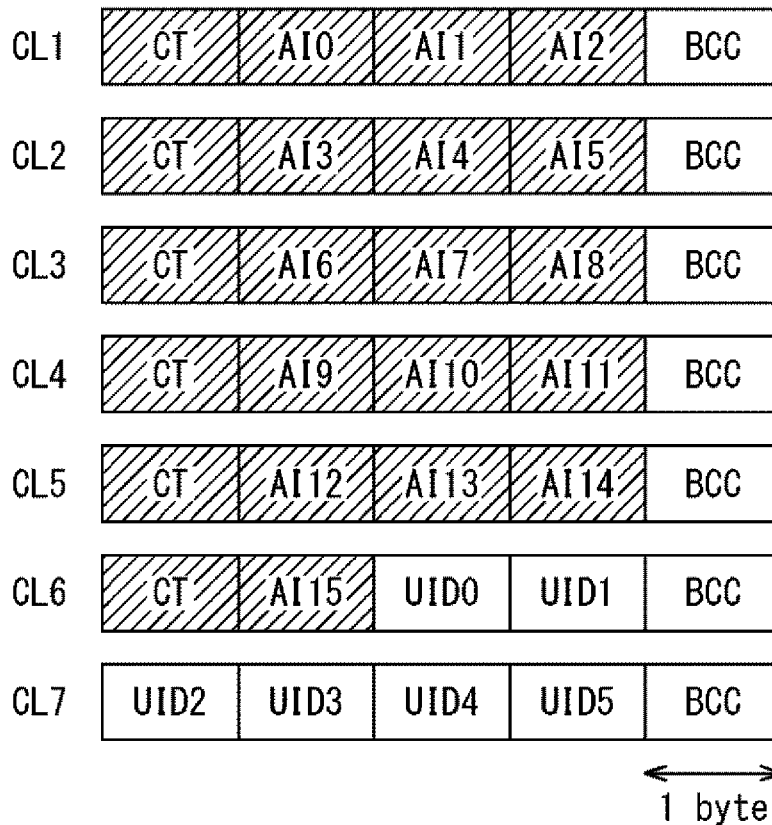 CL1 CT AI0 AI1 AI2 BCC
CL2 CT AI3 AI4 AI5 BCC
CL3 CT AI6 AI7 AI8 BCC
CL4 CT AI9 AI10 AI11 BCC
CL5 CT AI12 AI13 AI14 BCC
CL6 CT AI15 UID0 UID1 BCC
CL7 UID2 UID3 UID4 UID5 BCC
1 byte